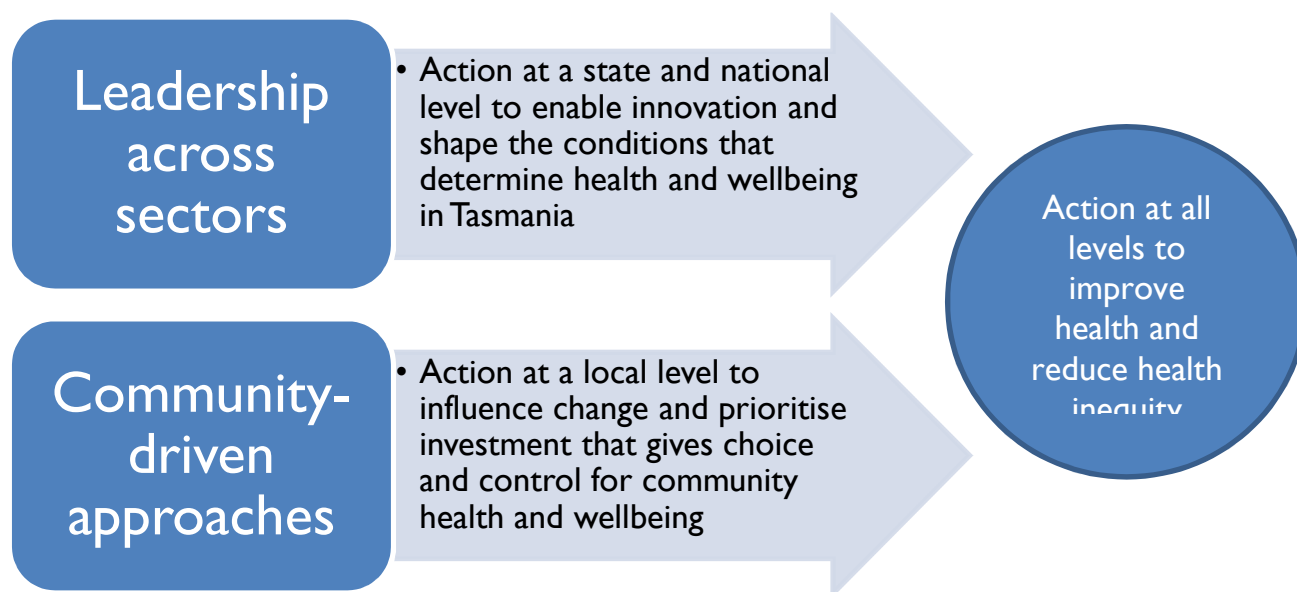 Leadership
across
sectors
• Action at a state and national
level to enable innovation and
shape the conditions that
determine health and wellbeing
in Tasmania
Community-
driven
approaches
• Action at a local level to
influence change and prioritise
investment that gives choice
and control for community
health and wellbeing
Action at all
levels to
improve
health and
reduce health
inequity